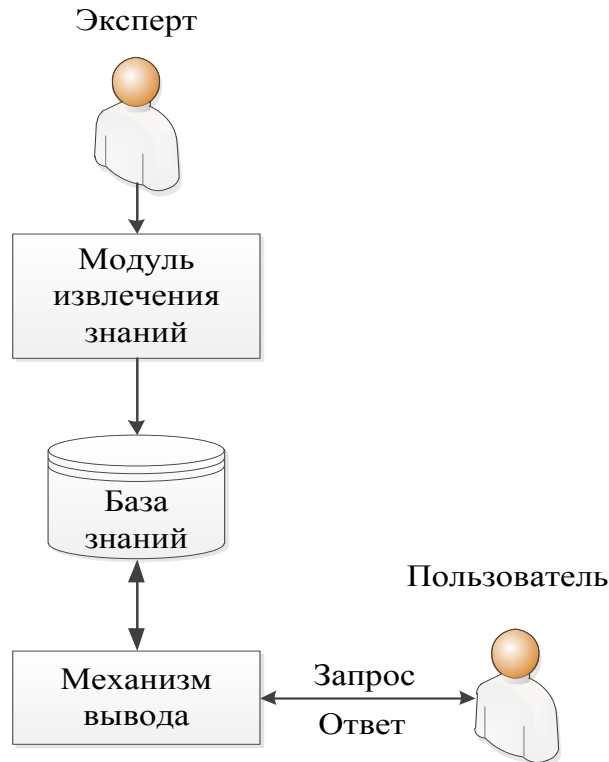 Эксперт
Модуль
извлечения
знаний
База
знаний
Пользователь
Механизм
вывода
Запрос
Ответ